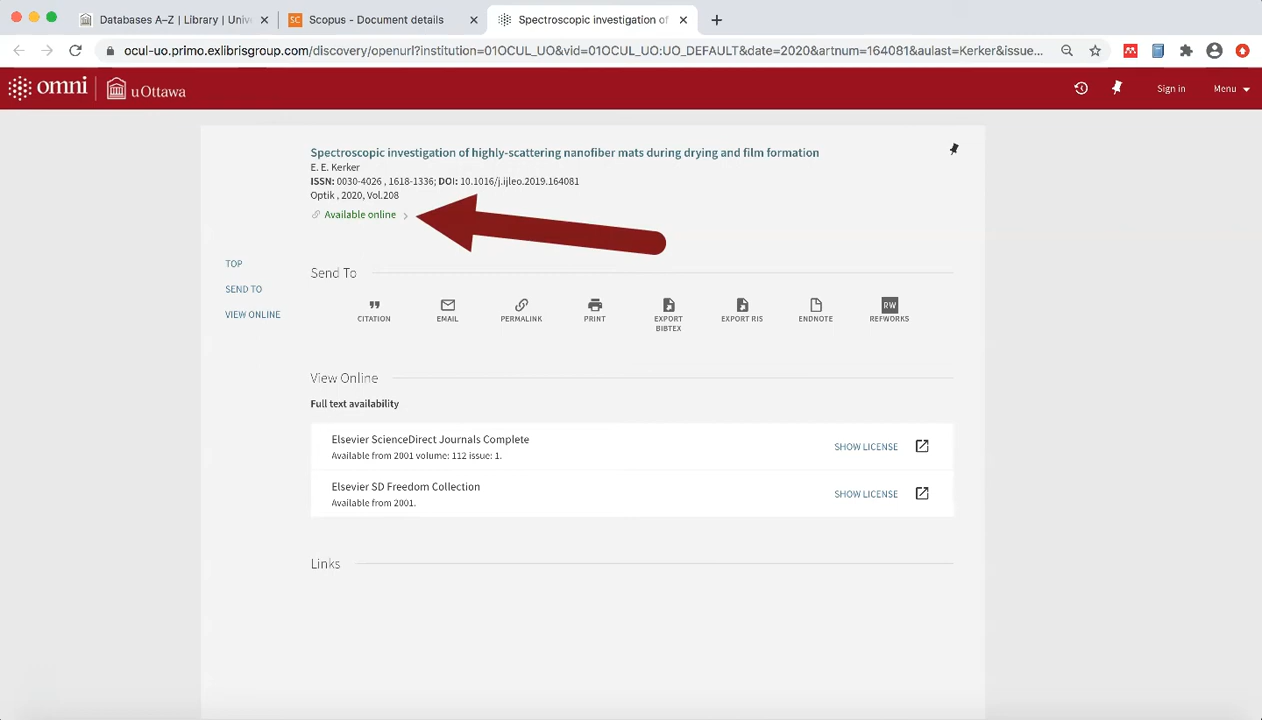 Databases A–Z | Library | Univ
Scopus - Document details
Spectroscopic investigation of
ocul-uo.primo.exlibrisgroup.com/discovery/openurl?institution=01OCUL_UO&vid=01OCUL_UO:UO_DEFAULT&date=2020&artnum=164081&aulast=Kerker&issue...
omni
uOttawa
Sign in
Menu
Spectroscopic investigation of highly-scattering nanofiber mats during drying and film formation
E. E. Kerker
ISSN: 0030-4026 , 1618-1336; DOI: 10.1016/j.ijleo.2019.164081
Optik , 2020, Vol.208
Available online
TOP
SEND TO
VIEW ONLINE
Send To
CITATION
EMAIL
PERMALINK
PRINT
EXPORT BIBTEX
EXPORT RIS
ENDNOTE
RW
REFWORKS
View Online
Full text availability
Elsevier ScienceDirect Journals Complete
Available from 2001 volume: 112 issue: 1.
SHOW LICENSE
Elsevier SD Freedom Collection
Available from 2001.
SHOW LICENSE
Links